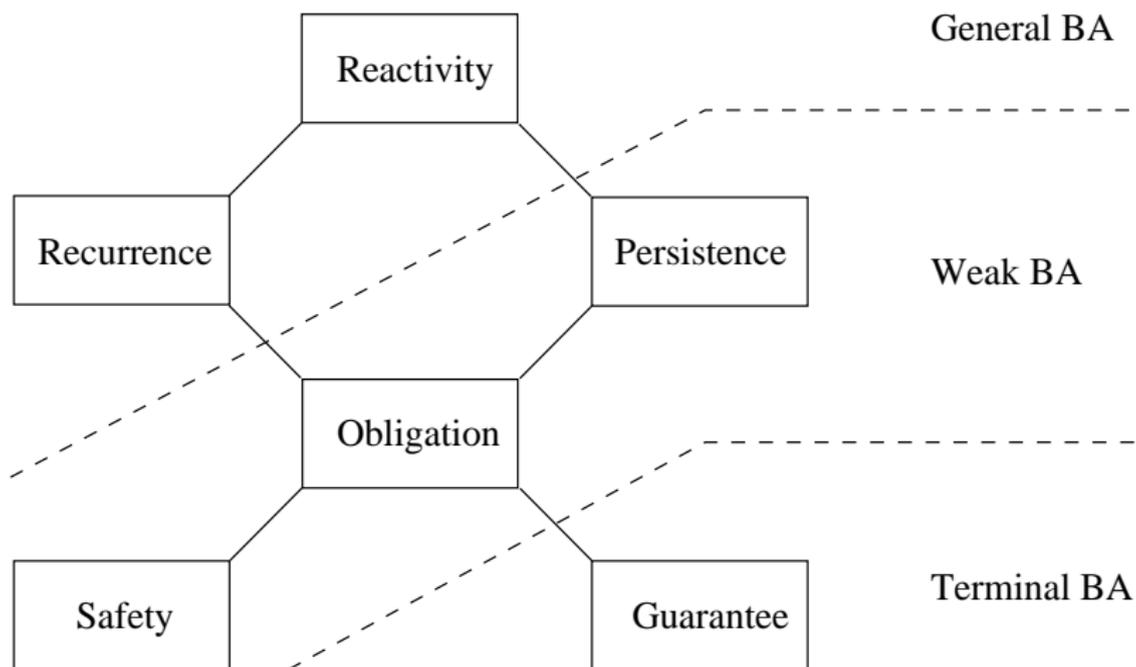 General BA
Reactivity
Recurrence
Persistence
Weak BA
Obligation
Terminal BA
Safety
Guarantee